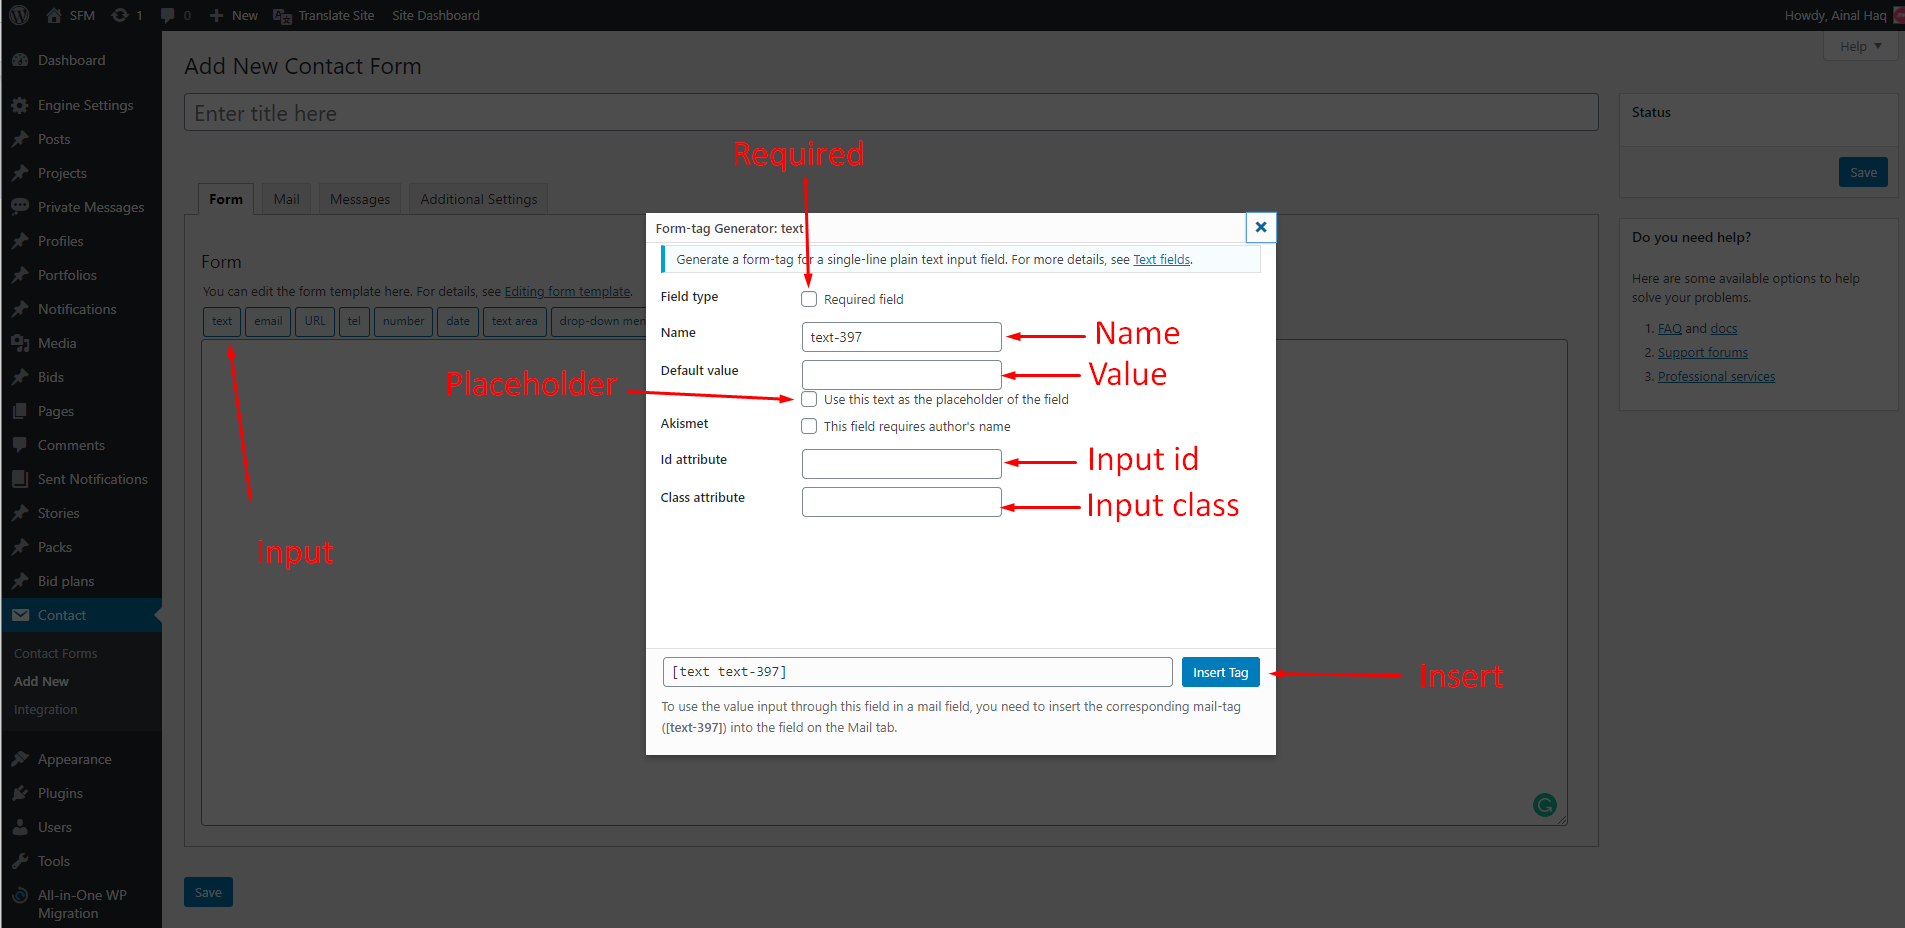 SFM 1 0 New Translate Site Site Dashboard Howdy, Ainal Haq
Help
Dashboard
Engine Settings
Posts
Projects
Private Messages
Profiles
Portfolios
Notifications
Media
Bids
Pages
Comments
Sent Notifications
Stories
Packs
Bid plans
Contact
Contact Forms
Add New
Integration
Appearance
Plugins
Users
Tools
All-in-One WP
Migration
Add New Contact Form
Enter title here
Required
Form Mail Messages Additional Settings
Form
You can edit the form template here. For details, see Editing form template.
text email URL tel number date text area drop-down men
Placeholder
input
Form-tag Generator: text
Generate a form-tag for a single-line plain text input field. For more details, see Text fields.
Field type Required field
Name text-397 Name
Default value Value
Use this text as the placeholder of the field
Akismet This field requires author's name
Id attribute Input id
Class attribute Input class
[text text-397] Insert Tag Insert
To use the value input through this field in a mail field, you need to insert the corresponding mail-tag
([text-397]) into the field on the Mail tab.
Save
Status
Save
Do you need help?
Here are some available options to help
solve your problems.
1. FAQ and docs
2. Support forums
3. Professional services